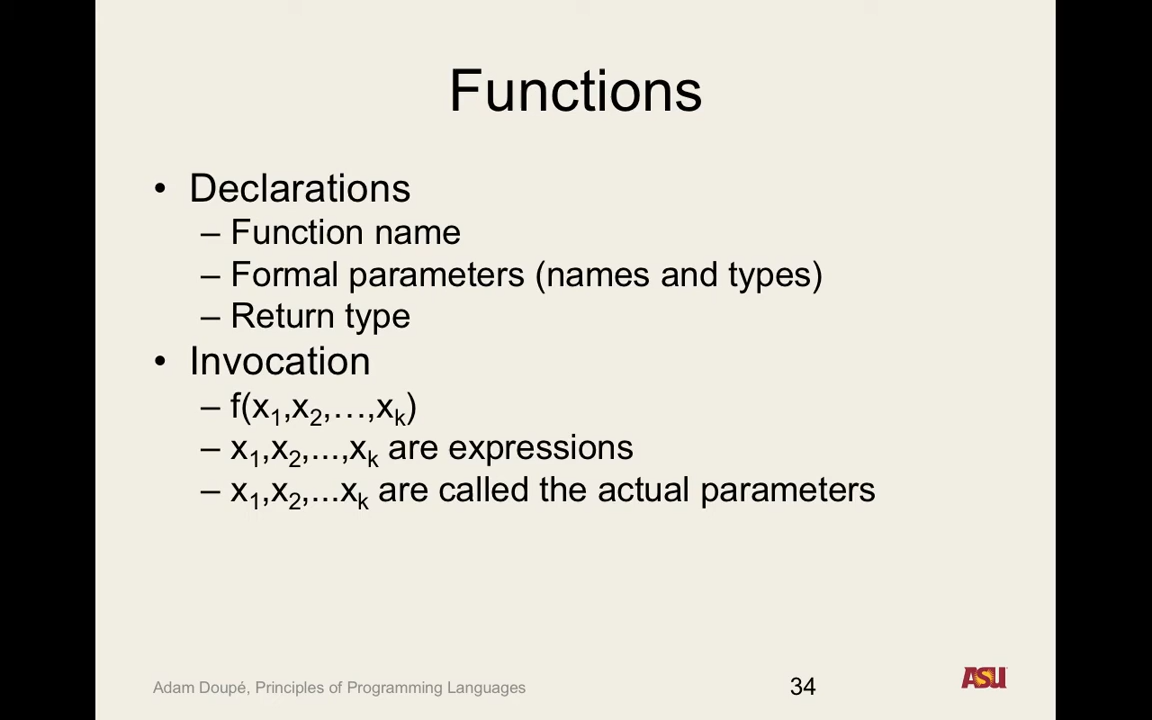 Functions
• Declarations
– Function name
– Formal parameters (names and types)
– Return type
• Invocation
– f(x₁,x₂,…,xₖ)
– x₁,x₂,...,xₖ are expressions
– x₁,x₂,...xₖ are called the actual parameters
Adam Doupé, Principles of Programming Languages
34
ASU